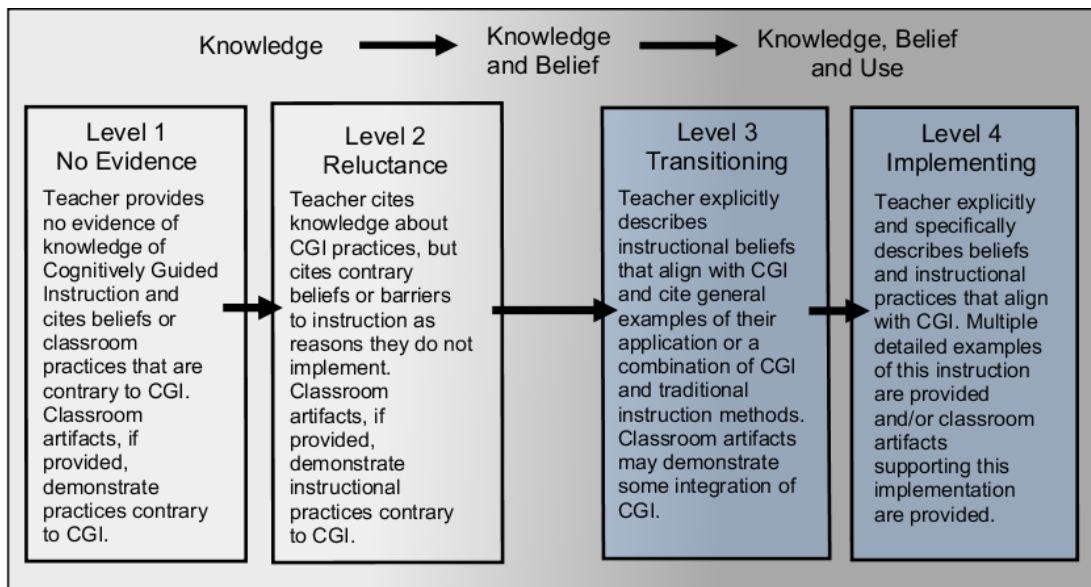 Knowledge
Knowledge
and Belief
Knowledge, Belief
and Use
Level 1
No Evidence
Teacher provides
no evidence of
knowledge of
Cognitively Guided
Instruction and
cites beliefs or
classroom
practices that are
contrary to CGI.
Classroom
artifacts, if
provided,
demonstrate
practices contrary
to CGI.
Level 2
Reluctance
Teacher cites
knowledge about
CGI practices, but
cites contrary
beliefs or barriers
to instruction as
reasons they do not
implement.
Classroom
artifacts, if
provided,
demonstrate
instructional
practices contrary
to CGI.
Level 3
Transitioning
Teacher explicitly
describes
instructional beliefs
that align with CGI
and cite general
examples of their
application or a
combination of CGI
and traditional
instruction methods.
Classroom artifacts
may demonstrate
some integration of
CGI.
Level 4
Implementing
Teacher explicitly
and specifically
describes beliefs
and instructional
practices that align
with CGI. Multiple
detailed examples
of this instruction
are provided
and/or classroom
artifacts
supporting this
implementation
are provided.